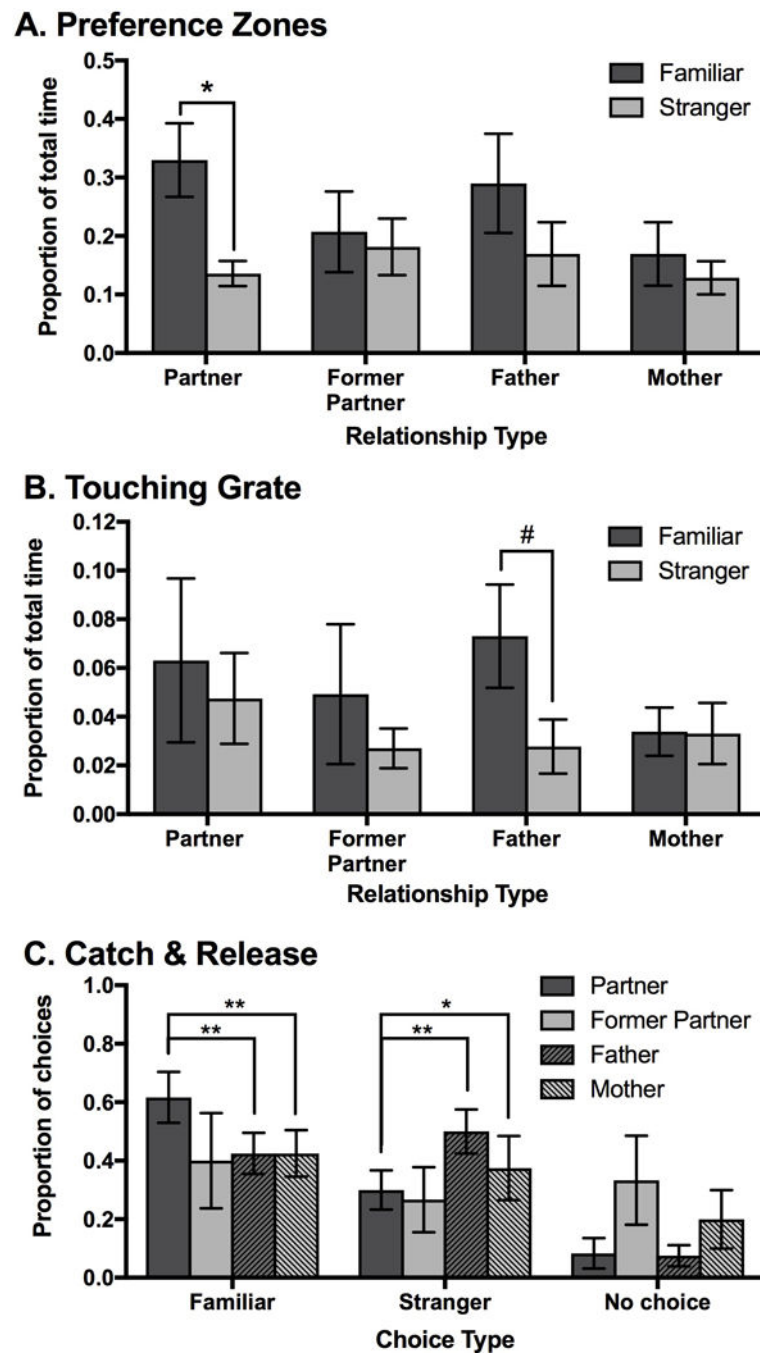 A. Preference Zones
Proportion of total time
0.5
0.4
0.3
0.2
0.1
0.0
*
Familiar
Stranger
Partner
Former
Partner
Father
Mother
Relationship Type
B. Touching Grate
Proportion of total time
0.12
0.10
0.08
0.06
0.04
0.02
0.00
#
Familiar
Stranger
Partner
Former
Partner
Father
Mother
Relationship Type
C. Catch & Release
Proportion of choices
1.0
0.8
0.6
0.4
0.2
0.0
**
**
*
**
Partner
Former Partner
Father
Mother
Familiar
Stranger
No choice
Choice Type